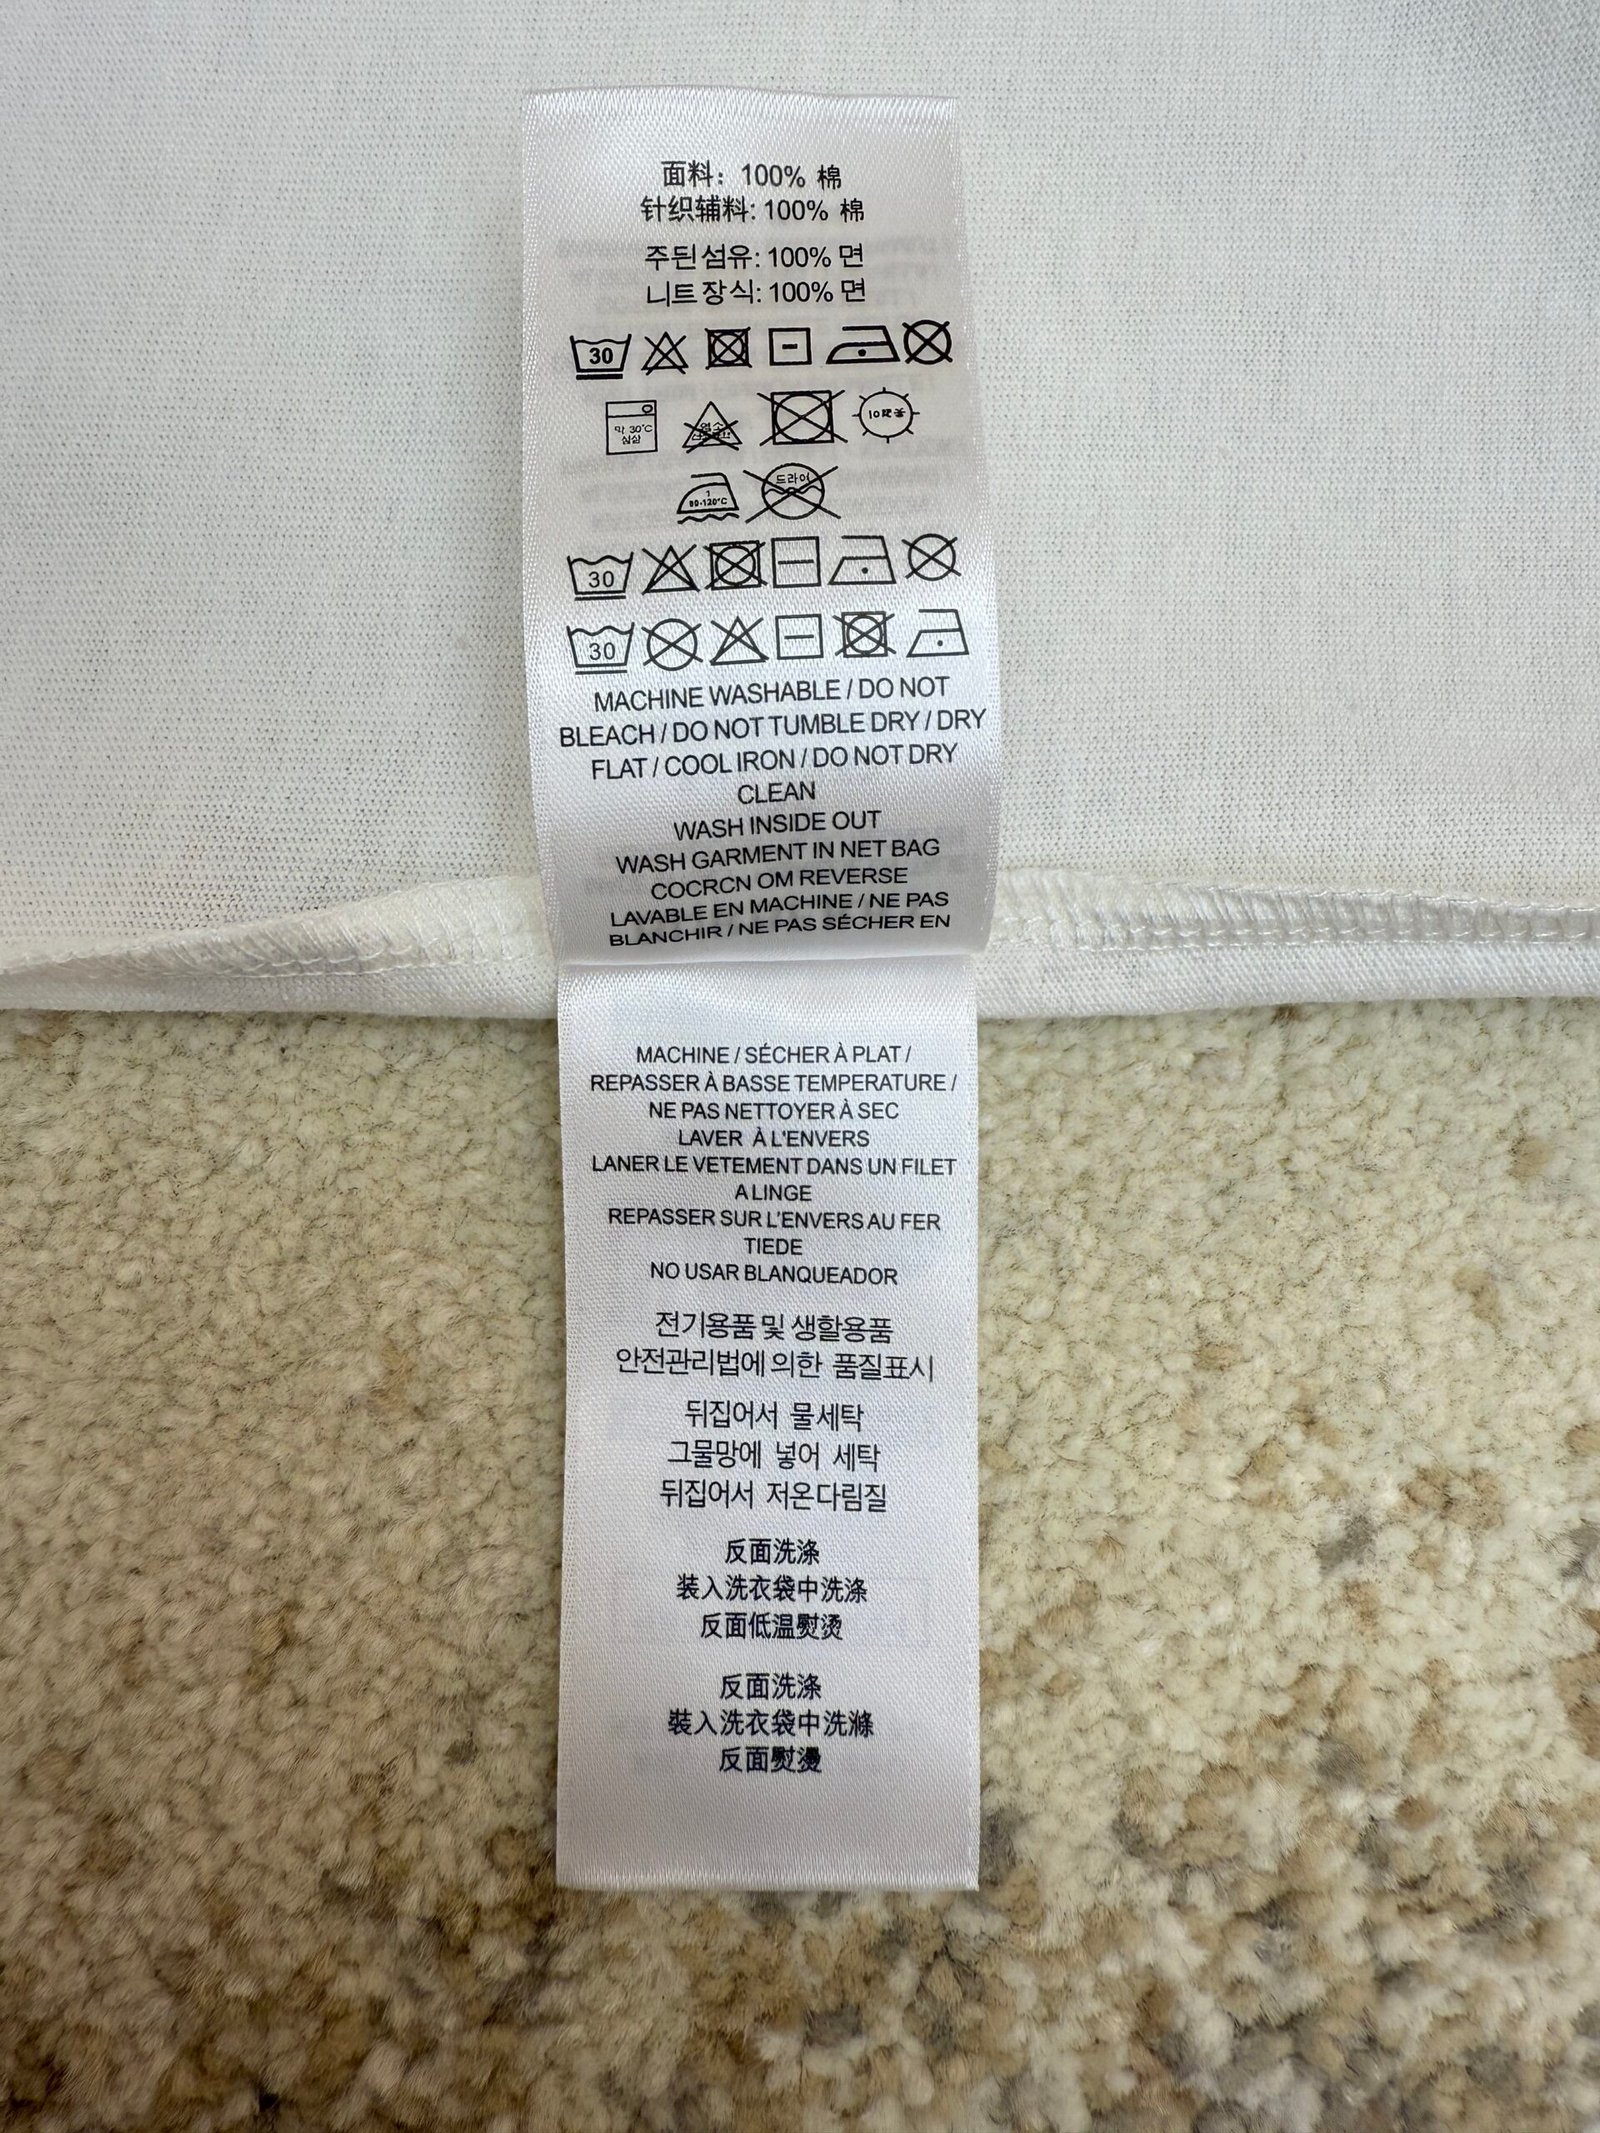 面料：100% 棉
针织辅料: 100% 棉
주된섬유: 100% 면
니트장식: 100% 면
30
약 30°C
염소
드라이
80-120°C
30
30
MACHINE WASHABLE / DO NOT
BLEACH / DO NOT TUMBLE DRY / DRY
FLAT / COOL IRON / DO NOT DRY
CLEAN
WASH INSIDE OUT
WASH GARMENT IN NET BAG
COCRCN OM REVERSE
LAVABLE EN MACHINE / NE PAS
BLANCHIR / NE PAS SÉCHER EN
MACHINE / SÉCHER À PLAT /
REPASSER À BASSE TEMPERATURE /
NE PAS NETTOYER À SEC
LAVER À L'ENVERS
LANER LE VETEMENT DANS UN FILET
A LINGE
REPASSER SUR L'ENVERS AU FER
TIEDE
NO USAR BLANQUEADOR
전기용품 및 생활용품
안전관리법에 의한 품질표시
뒤집어서 물세탁
그물망에 넣어 세탁
뒤집어서 저온다림질
反面洗涤
装入洗衣袋中洗涤
反面低温熨烫
反面洗涤
裝入洗衣袋中洗滌
反面熨燙